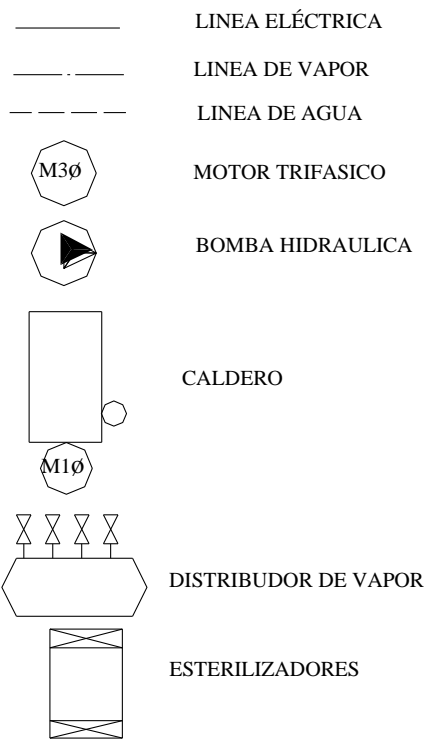 LINEA ELÉCTRICA
LINEA DE VAPOR
LINEA DE AGUA
M3Ø MOTOR TRIFASICO
BOMBA HIDRAULICA
CALDERO
M1Ø
DISTRIBUDOR DE VAPOR
ESTERILIZADORES